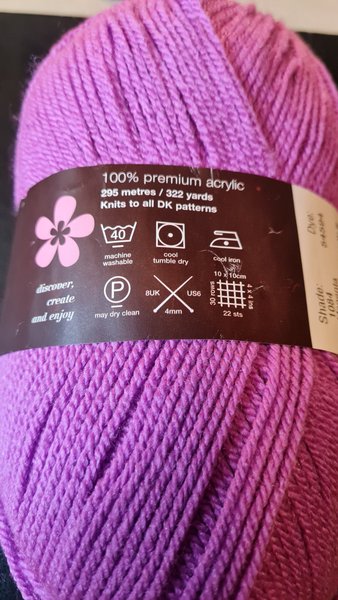 100% premium acrylic
295 metres / 322 yards
Knits to all DK patterns
40
machine
washable
cool
tumble dry
cool iron
discover,
create
and enjoy
P
may dry clean
8UK
US6
4mm
10 x 10cm
30 rows
22 sts
Dye:
Shade:
1084